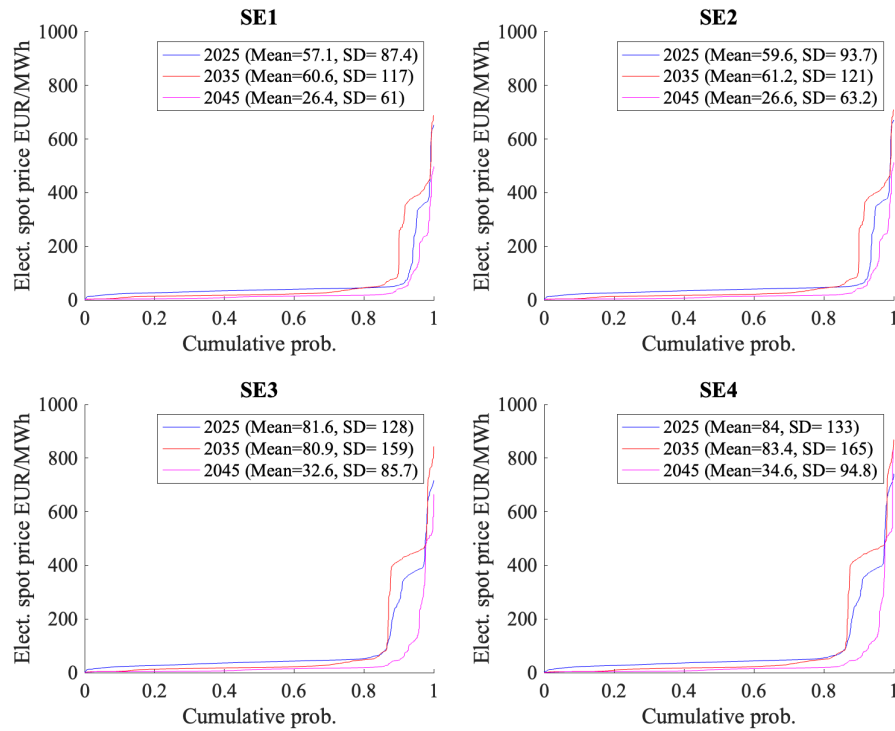 SE1
1000
800
600
400
200
0
Elect. spot price EUR/MWh
2025 (Mean=57.1, SD= 87.4)
2035 (Mean=60.6, SD= 117)
2045 (Mean=26.4, SD= 61)
0 0.2 0.4 0.6 0.8 1
Cumulative prob.
SE2
1000
800
600
400
200
0
Elect. spot price EUR/MWh
2025 (Mean=59.6, SD= 93.7)
2035 (Mean=61.2, SD= 121)
2045 (Mean=26.6, SD= 63.2)
0 0.2 0.4 0.6 0.8 1
Cumulative prob.
SE3
1000
800
600
400
200
0
Elect. spot price EUR/MWh
2025 (Mean=81.6, SD= 128)
2035 (Mean=80.9, SD= 159)
2045 (Mean=32.6, SD= 85.7)
0 0.2 0.4 0.6 0.8 1
Cumulative prob.
SE4
1000
800
600
400
200
0
Elect. spot price EUR/MWh
2025 (Mean=84, SD= 133)
2035 (Mean=83.4, SD= 165)
2045 (Mean=34.6, SD= 94.8)
0 0.2 0.4 0.6 0.8 1
Cumulative prob.